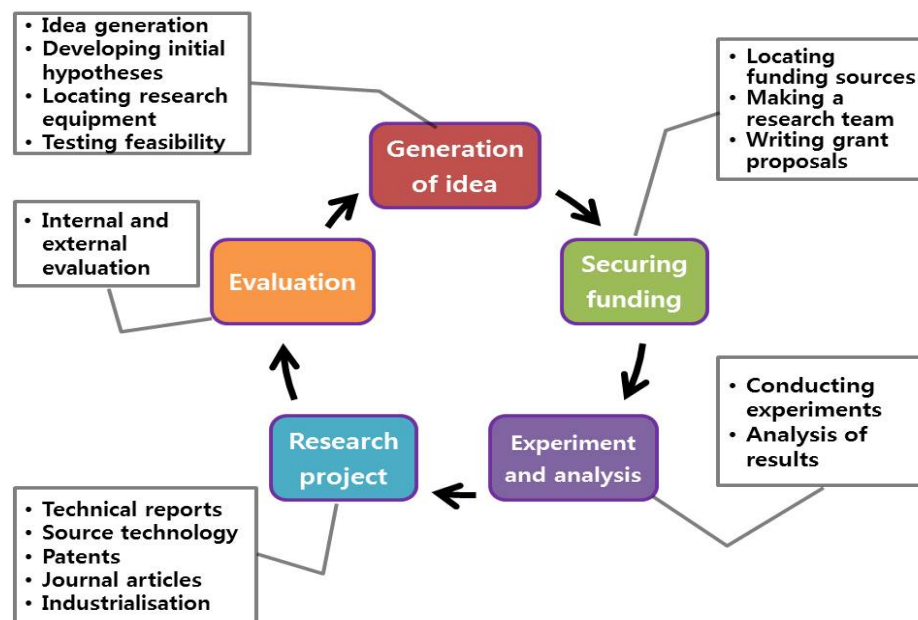 • Idea generation
• Developing initial
hypotheses
• Locating research
equipment
• Testing feasibility
Generation
of idea
• Locating
funding sources
• Making a
research team
• Writing grant
proposals
Securing
funding
• Conducting
experiments
• Analysis of
results
Experiment
and analysis
Research
project
• Technical reports
• Source technology
• Patents
• Journal articles
• Industrialisation
Evaluation
• Internal and
external
evaluation